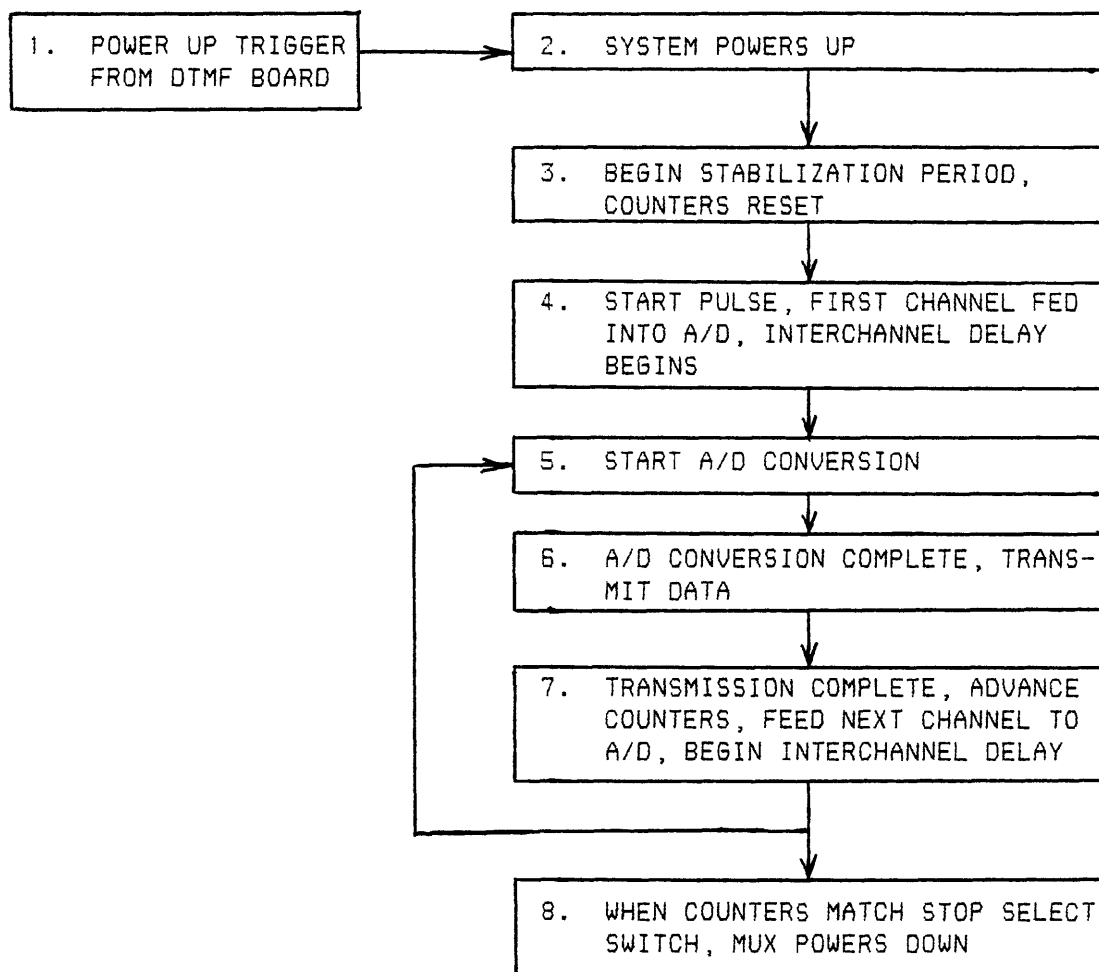 1. POWER UP TRIGGER
FROM DTMF BOARD
2. SYSTEM POWERS UP
3. BEGIN STABILIZATION PERIOD,
COUNTERS RESET
4. START PULSE, FIRST CHANNEL FED
INTO A/D, INTERCHANNEL DELAY
BEGINS
5. START A/D CONVERSION
6. A/D CONVERSION COMPLETE, TRANS-
MIT DATA
7. TRANSMISSION COMPLETE, ADVANCE
COUNTERS, FEED NEXT CHANNEL TO
A/D, BEGIN INTERCHANNEL DELAY
8. WHEN COUNTERS MATCH STOP SELECT
SWITCH, MUX POWERS DOWN